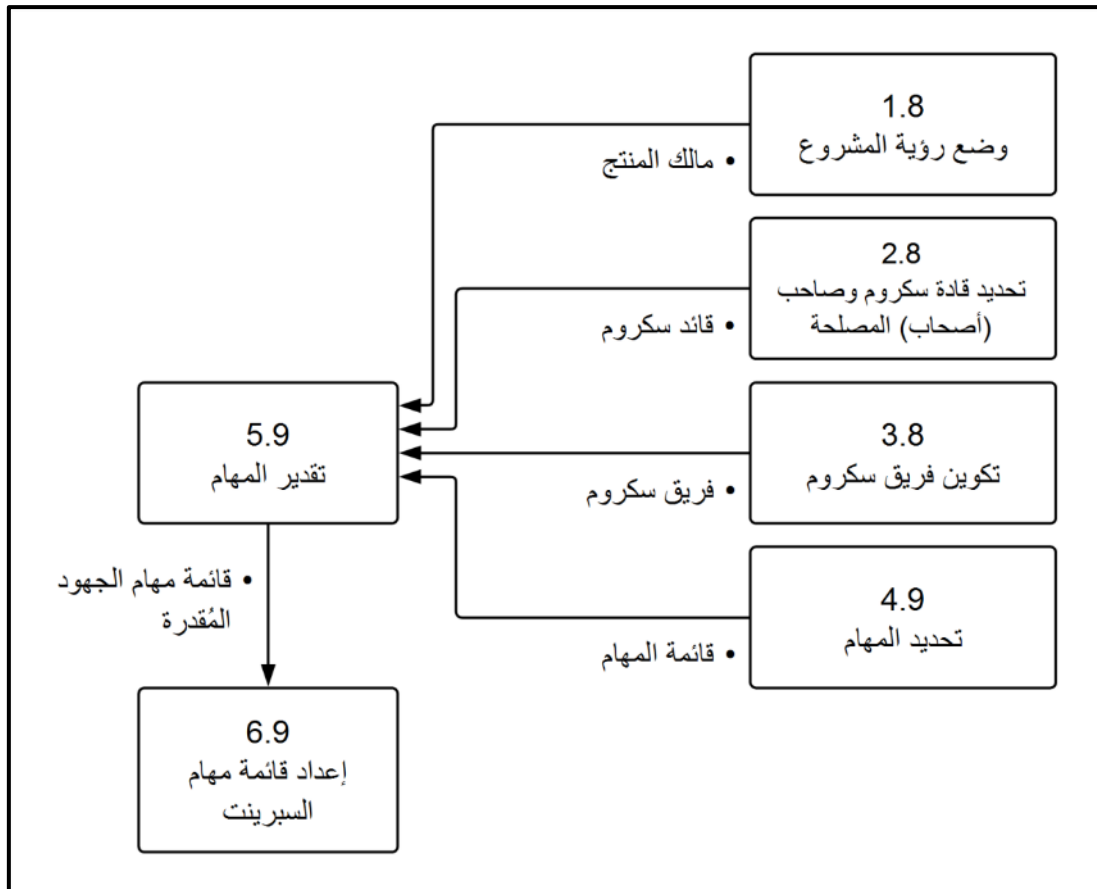 1.8
وضع رؤية المشروع
• مالك المنتج
2.8
تحديد قادة سكروم وصاحب
(أصحاب) المصلحة
• قائد سكروم
3.8
تكوين فريق سكروم
• فريق سكروم
4.9
تحديد المهام
• قائمة المهام
5.9
تقدير المهام
• قائمة مهام الجهود
المُقدرة
6.9
إعداد قائمة مهام
السبرينت